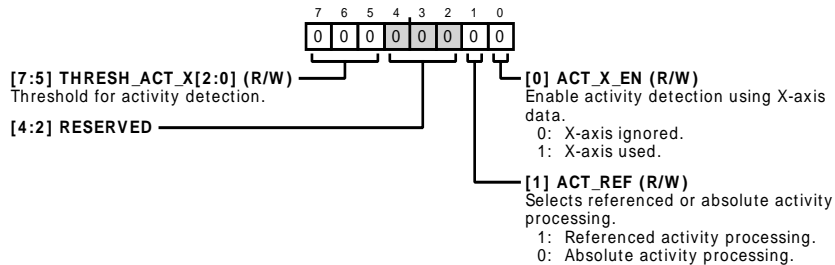 7 6 5 4 3 2 1 0
0 0 0 0 0 0 0 0
[7:5] THRESH_ACT_X[2:0] (R/W)
Threshold for activity detection.
[4:2] RESERVED
[0] ACT_X_EN (R/W)
Enable activity detection using X-axis
data.
0: X-axis ignored.
1: X-axis used.
[1] ACT_REF (R/W)
Selects referenced or absolute activity
processing.
1: Referenced activity processing.
0: Absolute activity processing.